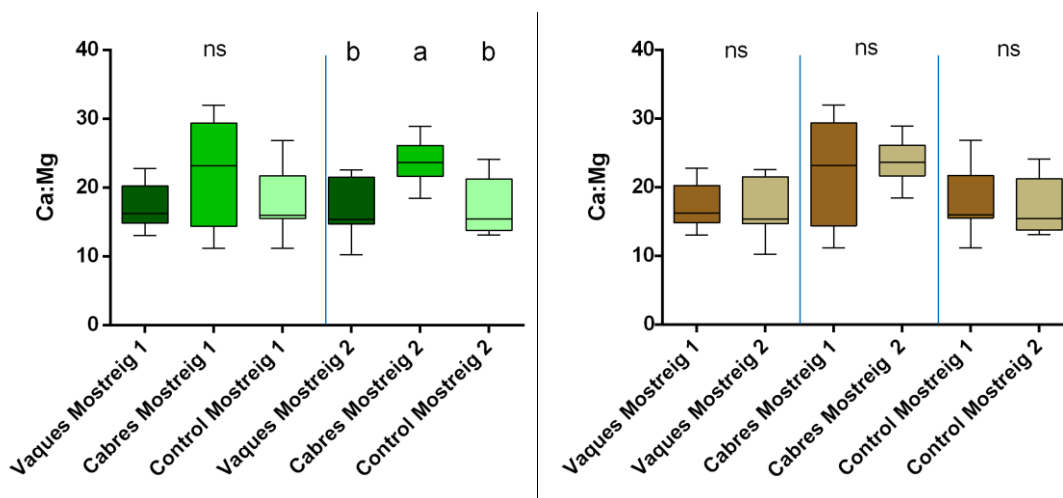 ns
b
a
b
40
30
20
10
0
Ca:Mg
Vaques Mostreig 1
Cabres Mostreig 1
Control Mostreig 1
Vaques Mostreig 2
Cabres Mostreig 2
Control Mostreig 2
ns
ns
ns
40
30
20
10
0
Ca:Mg
Vaques Mostreig 1
Vaques Mostreig 2
Cabres Mostreig 1
Cabres Mostreig 2
Control Mostreig 1
Control Mostreig 2